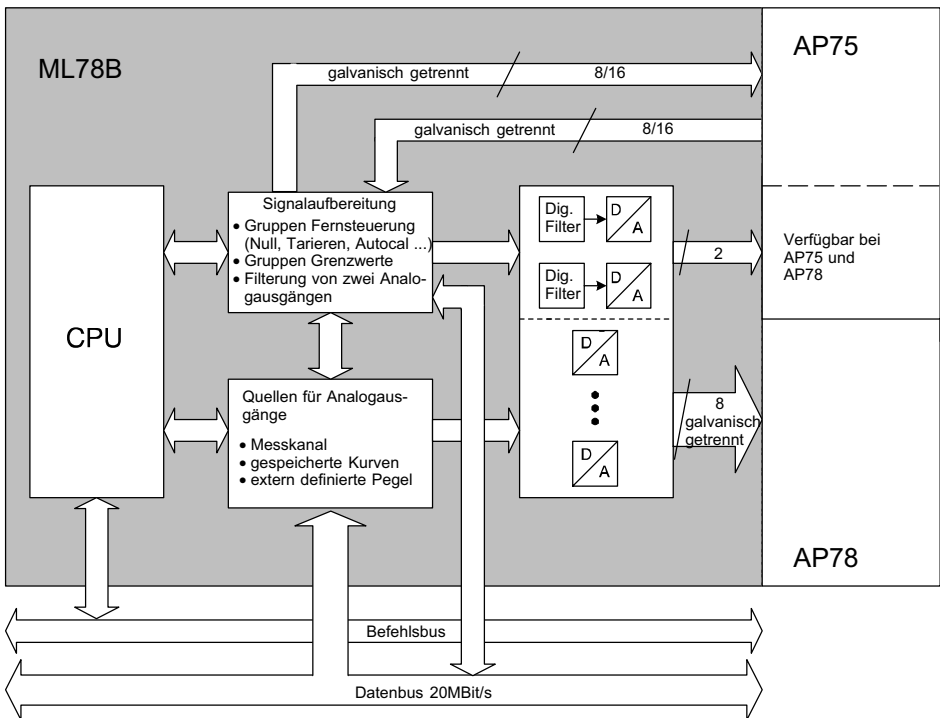 ML78B
AP75
galvanisch getrennt 8/16
galvanisch getrennt 8/16
CPU
Signalaufbereitung
• Gruppen Fernsteuerung
(Null, Tarieren, Autocal ...)
• Gruppen Grenzwerte
• Filterung von zwei Analo-
gausgängen
Dig.
Filter
D
A
Dig.
Filter
D
A
2
Verfügbar bei
AP75 und
AP78
Quellen für Analogaus-
gänge
• Messkanal
• gespeicherte Kurven
• extern definierte Pegel
D
A
D
A
8
galvanisch
getrennt
AP78
Befehlsbus
Datenbus 20MBit/s